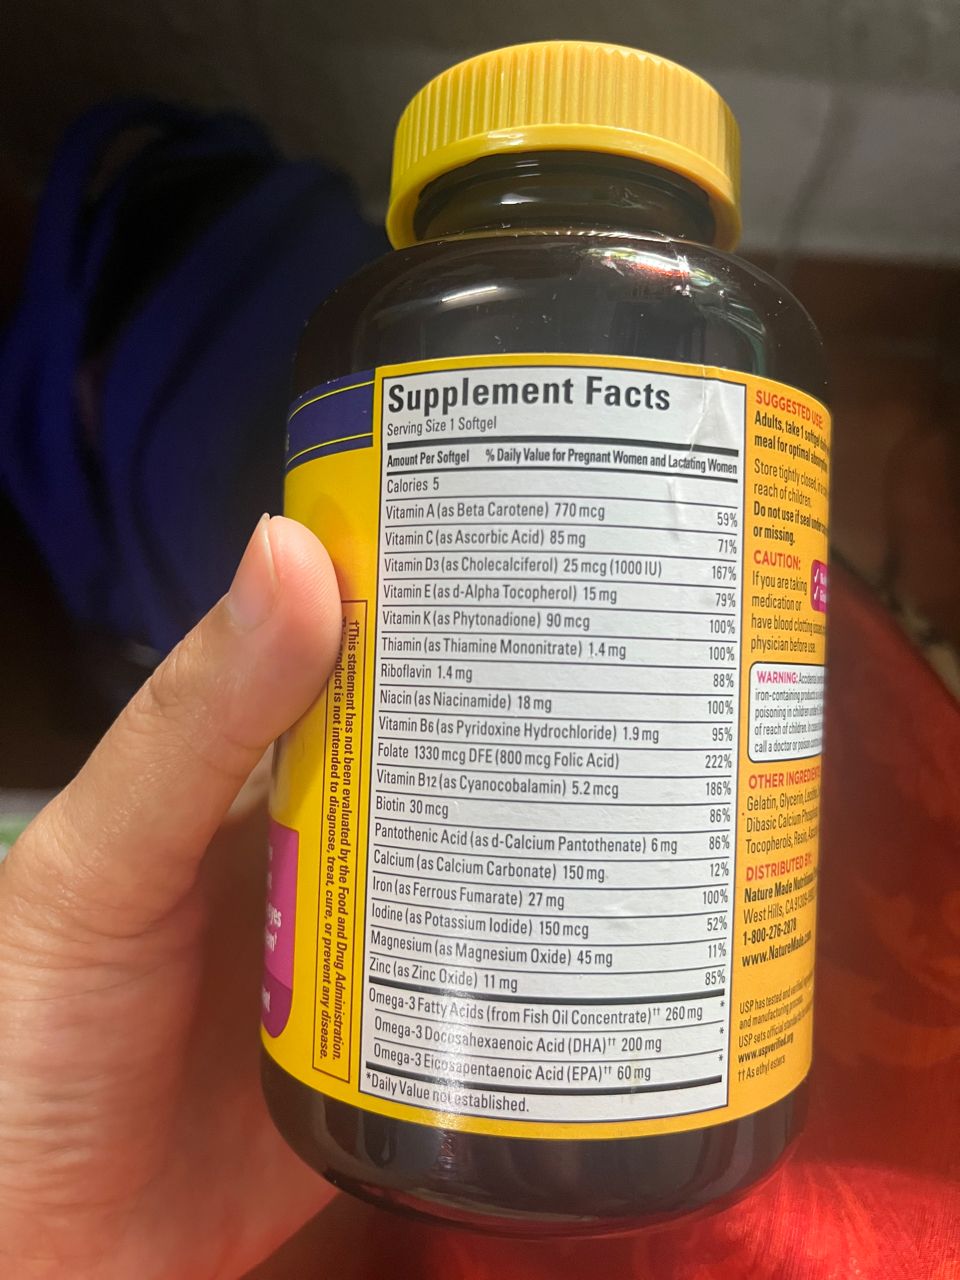 Supplement Facts
Serving Size 1 Softgel
Amount Per Softgel % Daily Value for Pregnant Women and Lactating Women
Calories 5
Vitamin A (as Beta Carotene) 770 mcg 59%
Vitamin C (as Ascorbic Acid) 85 mg 71%
Vitamin D3 (as Cholecalciferol) 25 mcg (1000 IU) 167%
Vitamin E (as d-Alpha Tocopherol) 15 mg 79%
Vitamin K (as Phytonadione) 90 mcg 100%
Thiamin (as Thiamine Mononitrate) 1.4 mg 100%
Riboflavin 1.4 mg 88%
Niacin (as Niacinamide) 18 mg 100%
Vitamin B6 (as Pyridoxine Hydrochloride) 1.9 mg 95%
Folate 1330 mcg DFE (800 mcg Folic Acid) 222%
Vitamin B12 (as Cyanocobalamin) 5.2 mcg 186%
Biotin 30 mcg 86%
Pantothenic Acid (as d-Calcium Pantothenate) 6 mg 86%
Calcium (as Calcium Carbonate) 150 mg 12%
Iron (as Ferrous Fumarate) 27 mg 100%
Iodine (as Potassium Iodide) 150 mcg 52%
Magnesium (as Magnesium Oxide) 45 mg 11%
Zinc (as Zinc Oxide) 11 mg 85%
Omega-3 Fatty Acids (from Fish Oil Concentrate)†† 260 mg *
Omega-3 Docosahexaenoic Acid (DHA)†† 200 mg *
Omega-3 Eicosapentaenoic Acid (EPA)†† 60 mg *
*Daily Value not established.
†This statement has not been evaluated by the Food and Drug Administration.
This product is not intended to diagnose, treat, cure, or prevent any disease.
eyes
SUGGESTED USE:
Adults, take 1 softgel
meal for optimal
Store tightly closed,
reach of children.
Do not use if seal
or missing.
CAUTION:
If you are taking
medication or
have blood clotting
physician before use.
WARNING:
iron-containing products
poisoning in children
of reach of children.
call a doctor or poison
OTHER INGREDIENTS
Gelatin, Glycerin,
Dibasic Calcium
Tocopherols, Resin,
DISTRIBUTED BY:
Nature Made
West Hills, CA
1-800-276-2878
www.NatureMade.com
USP has tested and verified
and manufacturing process.
USP sets official
www.uspverified.org
†† As ethyl esters